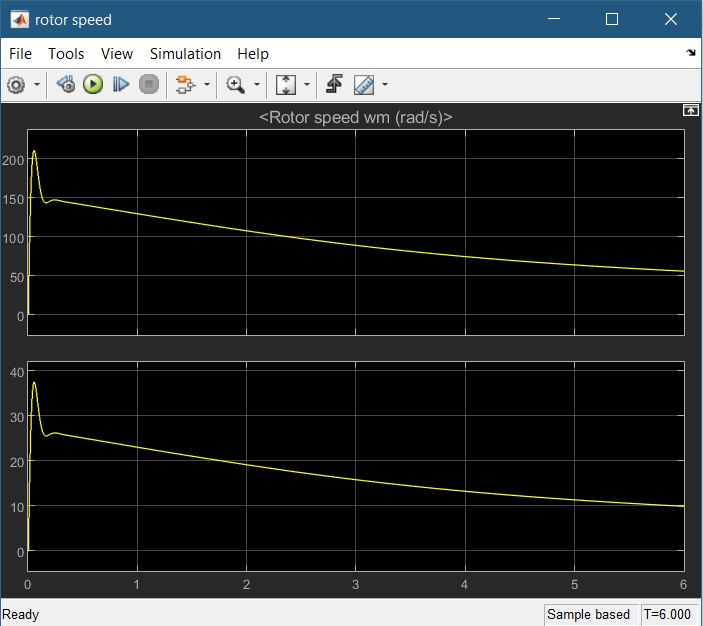 rotor speed
File Tools View Simulation Help
<Rotor speed wm (rad/s)>
200
150
100
50
0
40
30
20
10
0
0 1 2 3 4 5 6
Ready Sample based T=6.000